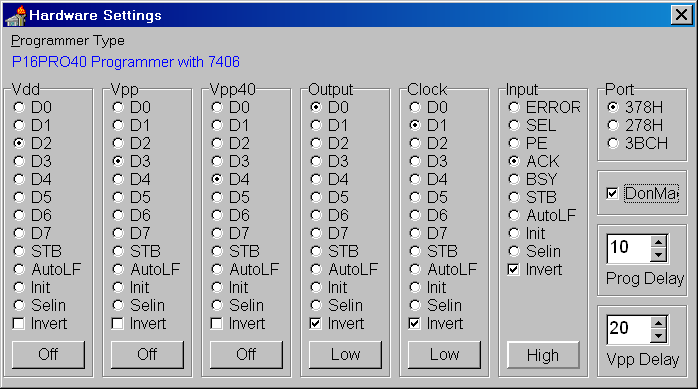 Hardware Settings
Programmer Type
P16PRO40 Programmer with 7406
Vdd Vpp Vpp40 Output Clock Input Port
D0 D0 D0 D0 D0 ERROR 378H
D1 D1 D1 D1 D1 SEL 278H
D2 D2 D2 D2 D2 PE 3BCH
D3 D3 D3 D3 D3 ACK
D4 D4 D4 D4 D4 BSY
D5 D5 D5 D5 D5 STB DonMa
D6 D6 D6 D6 D6 AutoLF
D7 D7 D7 D7 D7 Init
STB STB STB STB STB Selin 10
AutoLF AutoLF AutoLF AutoLF AutoLF Invert
Init Init Init Init Init Prog Delay
Selin Selin Selin Selin Selin
Invert Invert Invert Invert Invert 20
Off Off Off Low Low High Vpp Delay